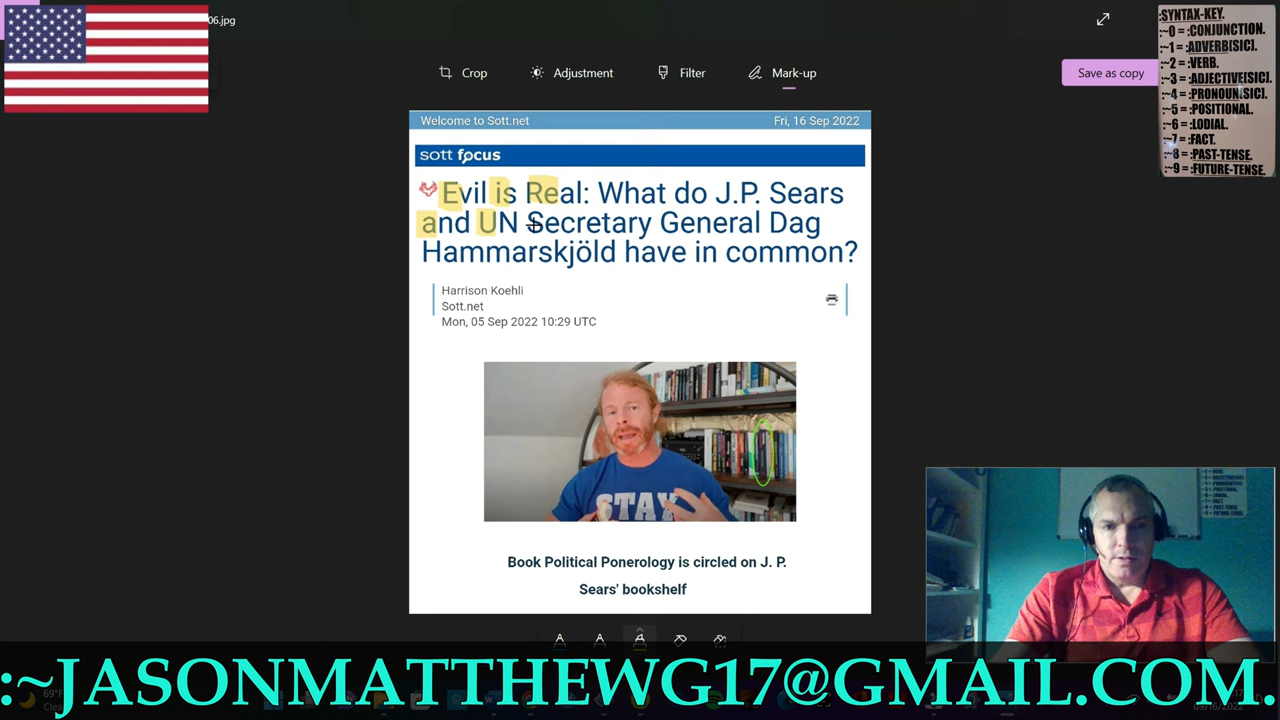 06.jpg
Crop
Adjustment
Filter
Mark-up
Save as copy
:SYNTAX-KEY.
:~0 = :CONJUNCTION.
:~1 = :ADVERB[SIC].
:~2 = :VERB.
:~3 = :ADJECTIVE[SIC].
:~4 = :PRONOUN[SIC].
:~5 = :POSITIONAL.
:~6 = :LODIAL.
:~7 = :FACT.
:~8 = :PAST-TENSE.
:~9 = :FUTURE-TENSE.
Welcome to Sott.net
Fri, 16 Sep 2022
sott focus
Evil is Real: What do J.P. Sears
and UN Secretary General Dag
Hammarskjöld have in common?
Harrison Koehli
Sott.net
Mon, 05 Sep 2022 10:29 UTC
STAY
Book Political Ponerology is circled on J. P.
Sears' bookshelf
:~JASONMATTHEWG17@GMAIL.COM.
69°F